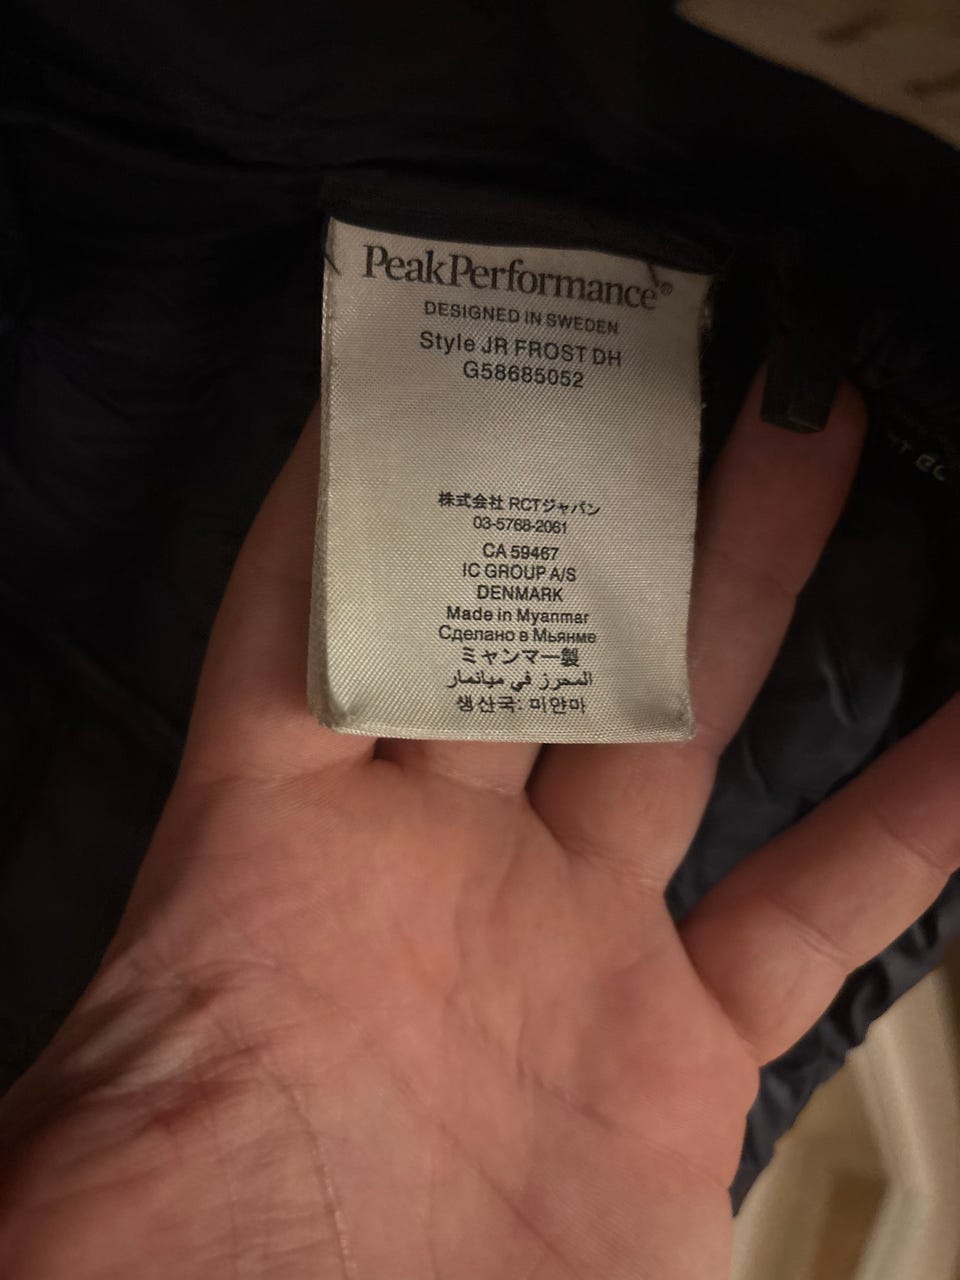 PeakPerformance®
DESIGNED IN SWEDEN
Style JR FROST DH
G58685052
株式会社 RCTジャパン
03-5768-2061
CA 59467
IC GROUP A/S
DENMARK
Made in Myanmar
Сделано в Мьянме
ミャンマー製
المحرز في ميانمار
생산국: 미얀마